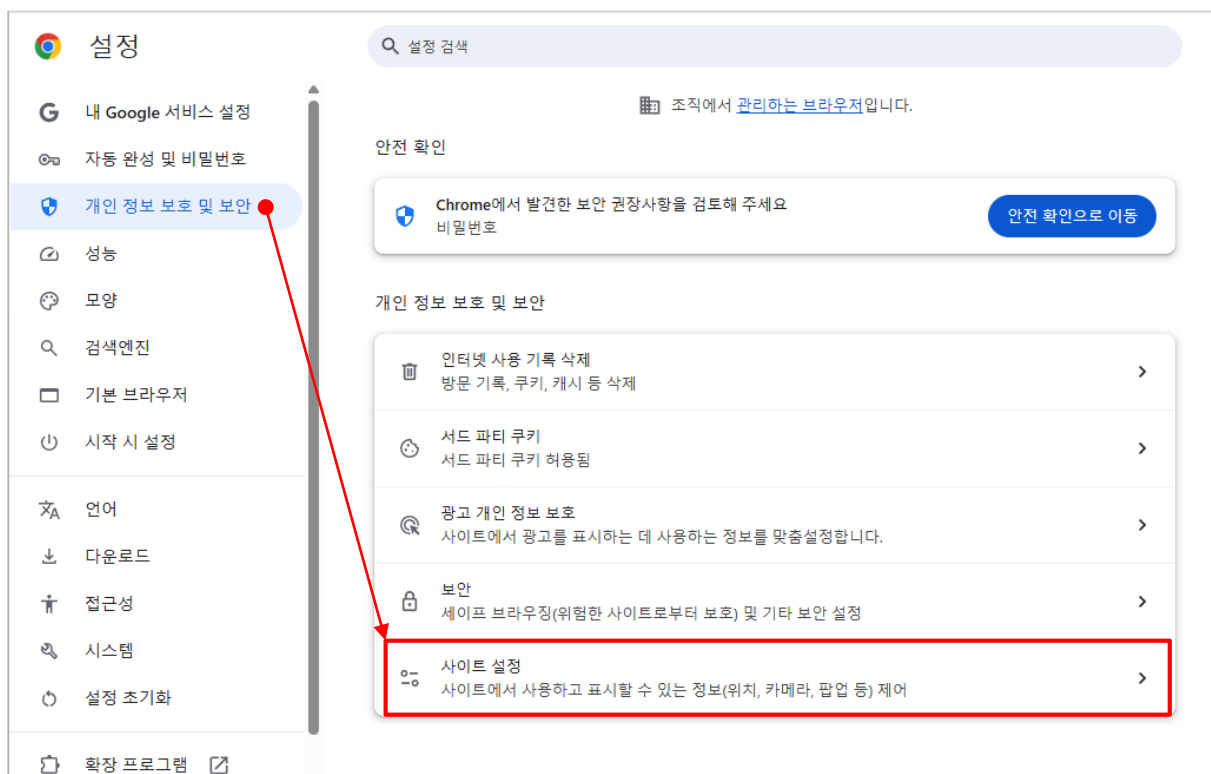 설정
설정 검색
내 Google 서비스 설정
자동 완성 및 비밀번호
개인 정보 보호 및 보안
성능
모양
검색엔진
기본 브라우저
시작 시 설정
언어
다운로드
접근성
시스템
설정 초기화
확장 프로그램
조직에서 관리하는 브라우저입니다.
안전 확인
Chrome에서 발견한 보안 권장사항을 검토해 주세요
비밀번호
안전 확인으로 이동
개인 정보 보호 및 보안
인터넷 사용 기록 삭제
방문 기록, 쿠키, 캐시 등 삭제
서드 파티 쿠키
서드 파티 쿠키 허용됨
광고 개인 정보 보호
사이트에서 광고를 표시하는 데 사용하는 정보를 맞춤설정합니다.
보안
세이프 브라우징(위험한 사이트로부터 보호) 및 기타 보안 설정
사이트 설정
사이트에서 사용하고 표시할 수 있는 정보(위치, 카메라, 팝업 등) 제어